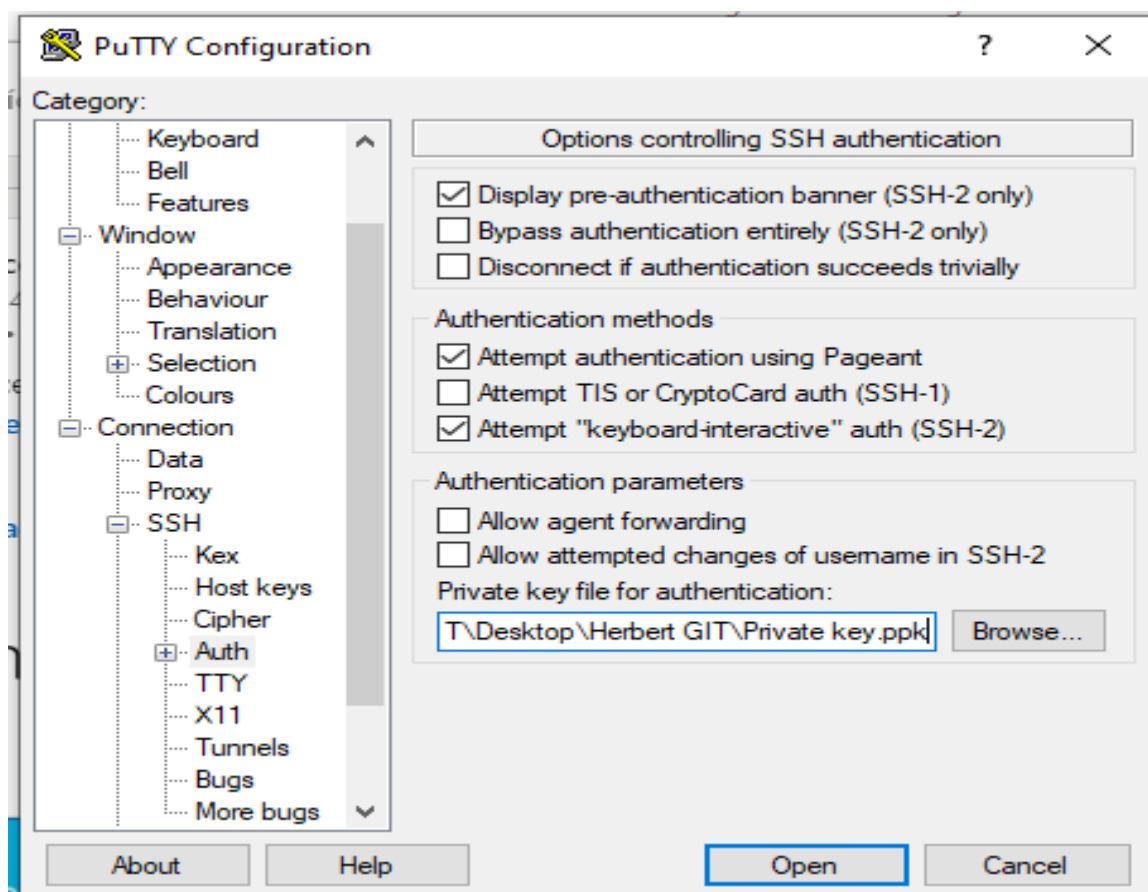 PuTTY Configuration
?
Category:
Keyboard
Bell
Features
Window
Appearance
Behaviour
Translation
Selection
Colours
Connection
Data
Proxy
SSH
Kex
Host keys
Cipher
Auth
TTY
X11
Tunnels
Bugs
More bugs
Options controlling SSH authentication
Display pre-authentication banner (SSH-2 only)
Bypass authentication entirely (SSH-2 only)
Disconnect if authentication succeeds trivially
Authentication methods
Attempt authentication using Pageant
Attempt TIS or CryptoCard auth (SSH-1)
Attempt "keyboard-interactive" auth (SSH-2)
Authentication parameters
Allow agent forwarding
Allow attempted changes of username in SSH-2
Private key file for authentication:
T\Desktop\Herbert GIT\Private key.ppk
Browse...
About
Help
Open
Cancel